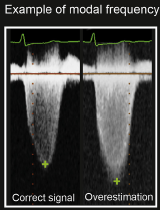 Example of modal frequency
Correct signal
Overestimation